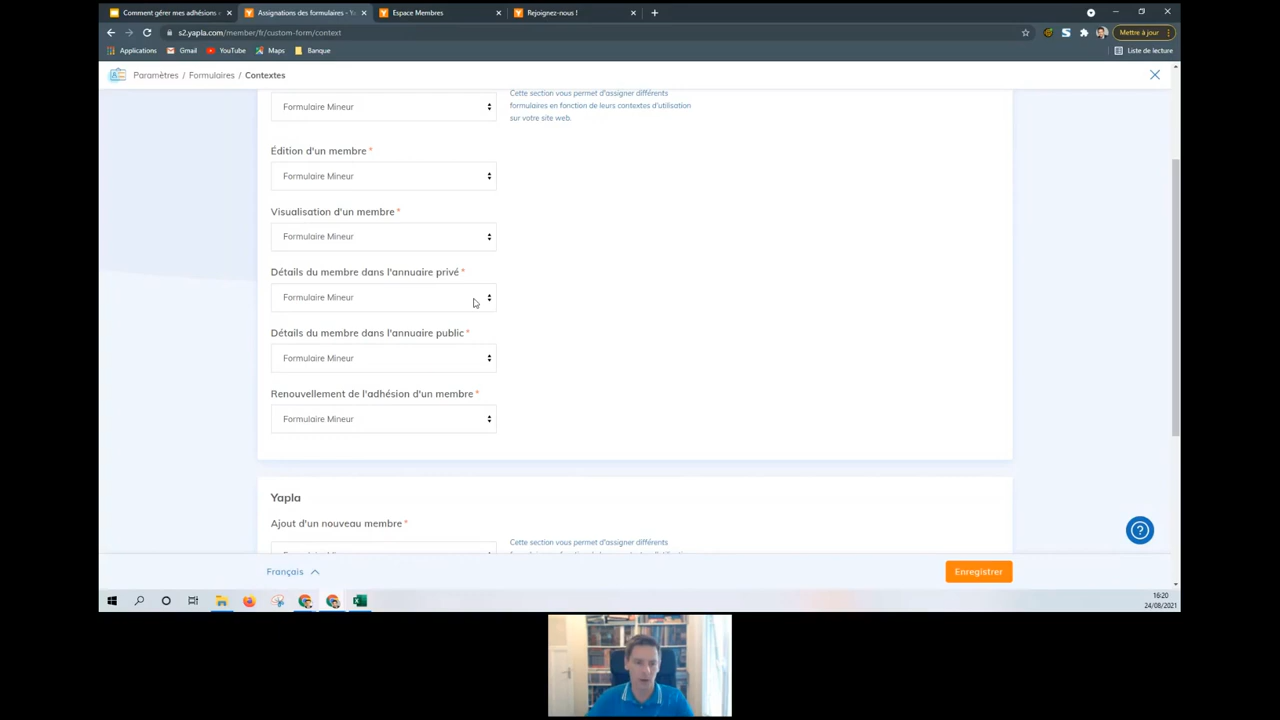 Comment gérer mes adhésions
Assignations des formulaires - Y
Espace Membres
Rejoignez-nous !
s2.yapla.com/member/fr/custom-form/context
Mettre à jour
Applications
Gmail
YouTube
Maps
Banque
Liste de lecture
Paramètres / Formulaires / Contextes
Formulaire Mineur
Cette section vous permet d'assigner différents
formulaires en fonction de leurs contextes d'utilisation
sur votre site web.
Édition d'un membre *
Formulaire Mineur
Visualisation d'un membre *
Formulaire Mineur
Détails du membre dans l'annuaire privé *
Formulaire Mineur
Détails du membre dans l'annuaire public *
Formulaire Mineur
Renouvellement de l'adhésion d'un membre *
Formulaire Mineur
Yapla
Ajout d'un nouveau membre *
Cette section vous permet d'assigner différents
Français
Enregistrer
16:20
24/08/2021